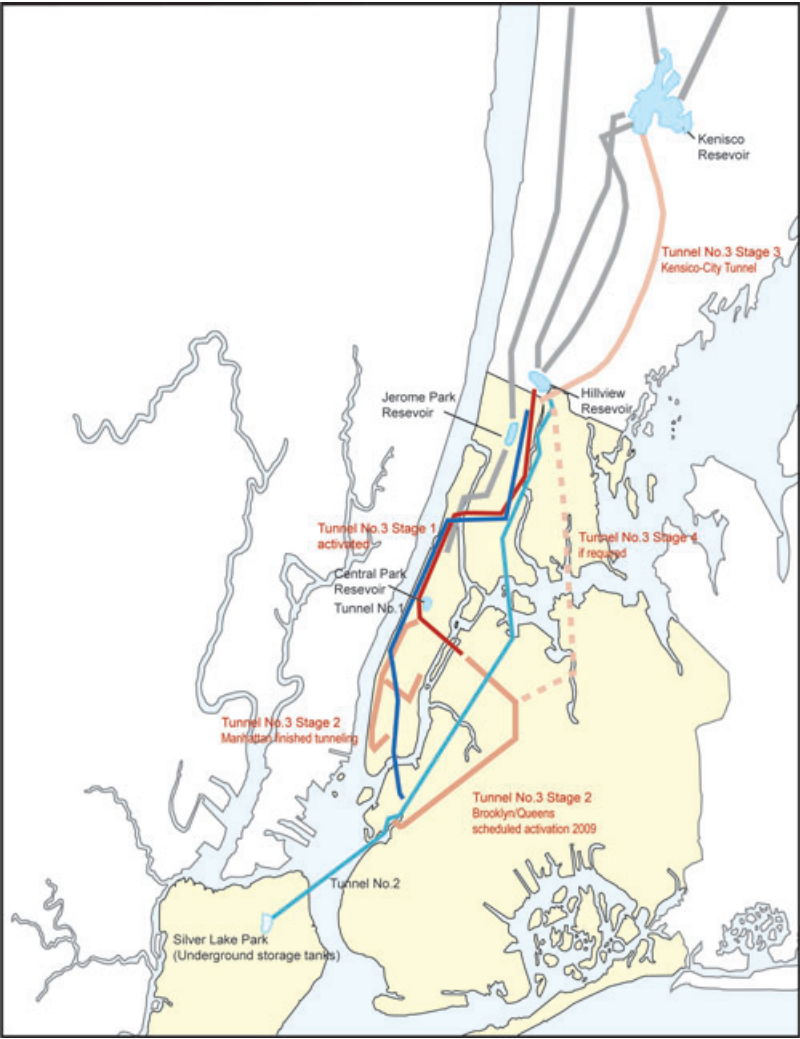 Kenisco
Resevoir
Tunnel No.3 Stage 3
Kensico-City Tunnel
Jerome Park
Resevoir
Hillview
Resevoir
Tunnel No.3 Stage 1
activated
Tunnel No.3 Stage 4
if required
Central Park
Resevoir
Tunnel No.1
Tunnel No.3 Stage 2
Manhattan finished tunneling
Tunnel No.3 Stage 2
Brooklyn/Queens
scheduled activation 2009
Tunnel No.2
Silver Lake Park
(Underground storage tanks)